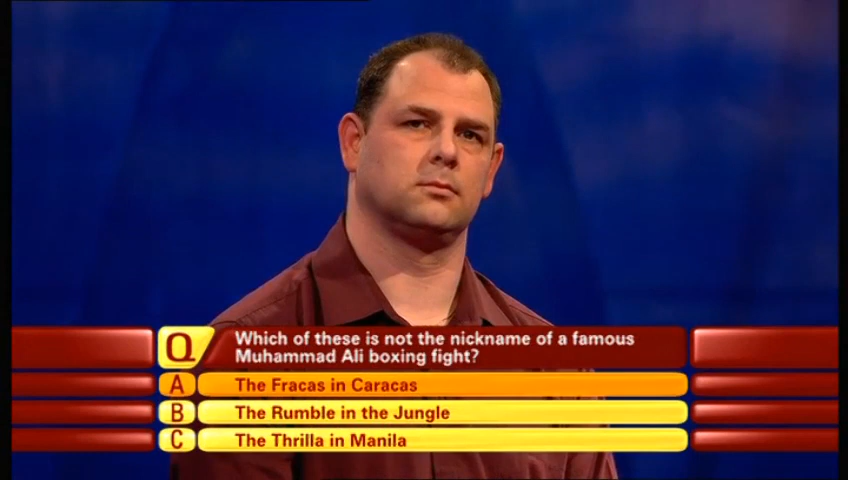 Q Which of these is not the nickname of a famous
Muhammad Ali boxing fight?
A The Fracas in Caracas
B The Rumble in the Jungle
C The Thrilla in Manila